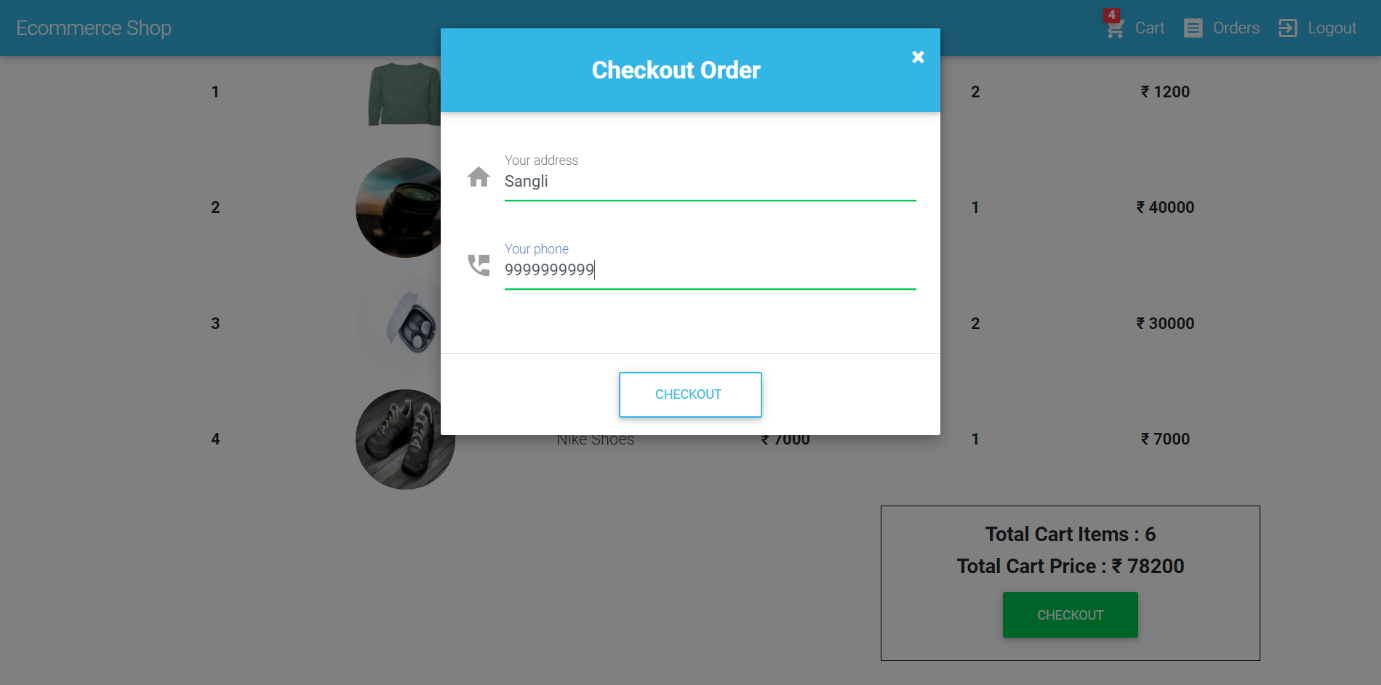 Ecommerce Shop
4
Cart
Orders
Logout
Checkout Order
×
1
2
₹ 1200
Your address
Sangli
2
1
₹ 40000
Your phone
9999999999
3
2
₹ 30000
CHECKOUT
4
Nike Shoes
₹ 7000
1
₹ 7000
Total Cart Items : 6
Total Cart Price : ₹ 78200
CHECKOUT